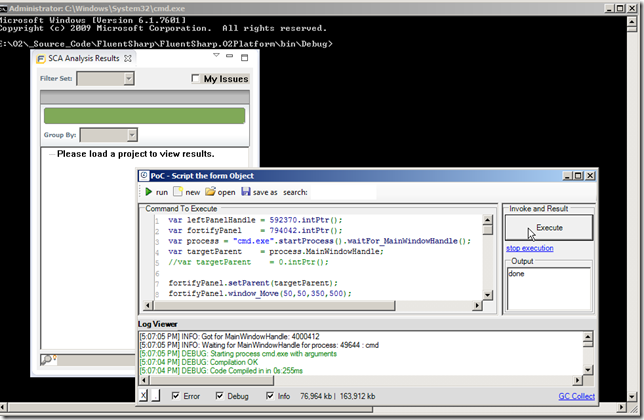 Administrator: C:\Windows\System32\cmd.exe
Microsoft Windows [Version 6.1.7601]
Copyright (c) 2009 Microsoft Corporation. All rights reserved.
E:\O2\_Source_Code\FluentSharp\FluentSharp.O2Platform\bin\Debug>
SCA Analysis Results
Filter Set:
My Issues
Group By:
Please load a project to view results.
PoC - Script the form Object
run new open save as search:
Command To Execute
1 var leftPanelHandle = 592370.intPtr();
2 var fortifyPanel = 794042.intPtr();
3 var process = "cmd.exe".startProcess().waitFor_MainWindowHandle();
4 var targetParent = process.MainWindowHandle;
5 //var targetParent = 0.intPtr();
6
7 fortifyPanel.setParent(targetParent);
8 fortifyPanel.window_Move(50,50,350,500);
Invoke and Result
Execute
stop execution
Output
done
Log Viewer
[5:07:05 PM] INFO: Got for MainWindowHandle: 4000412
[5:07:05 PM] INFO: Waiting for MainWindowHandle for process: 49644 : cmd
[5:07:05 PM] DEBUG: Starting process cmd.exe with arguments
[5:07:04 PM] DEBUG: Compilation OK
[5:07:04 PM] DEBUG: Code Compiled in in 0s:255ms
X ... Error Debug Info 76,964 kb | 163,912 kb GC Collect